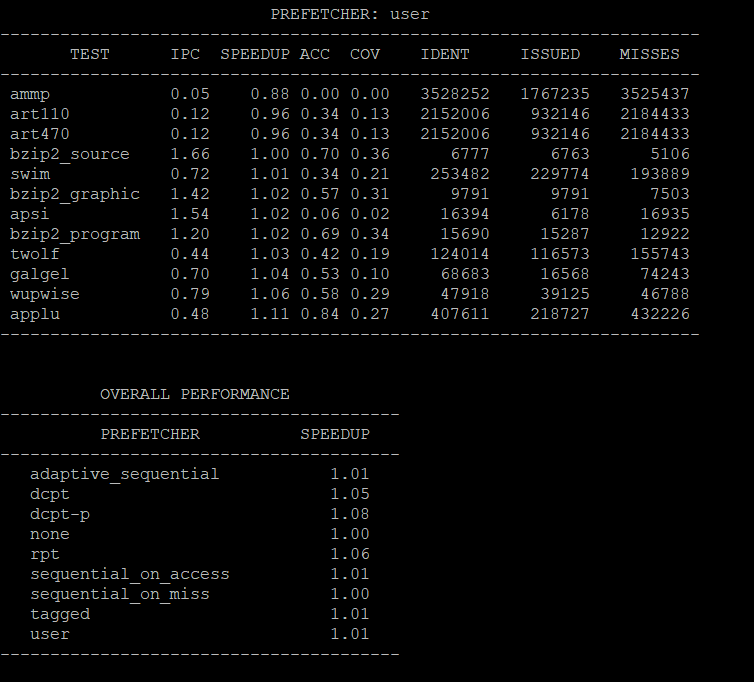 PREFETCHER: user
--------------------------------------------------------------------
TEST IPC SPEEDUP ACC COV IDENT ISSUED MISSES
--------------------------------------------------------------------
ammp 0.05 0.88 0.00 0.00 3528252 1767235 3525437
art110 0.12 0.96 0.34 0.13 2152006 932146 2184433
art470 0.12 0.96 0.34 0.13 2152006 932146 2184433
bzip2_source 1.66 1.00 0.70 0.36 6777 6763 5106
swim 0.72 1.01 0.34 0.21 253482 229774 193889
bzip2_graphic 1.42 1.02 0.57 0.31 9791 9791 7503
apsi 1.54 1.02 0.06 0.02 16394 6178 16935
bzip2_program 1.20 1.02 0.69 0.34 15690 15287 12922
twolf 0.44 1.03 0.42 0.19 124014 116573 155743
galgel 0.70 1.04 0.53 0.10 68683 16568 74243
wupwise 0.79 1.06 0.58 0.29 47918 39125 46788
applu 0.48 1.11 0.84 0.27 407611 218727 432226
--------------------------------------------------------------------
OVERALL PERFORMANCE
----------------------------------------
PREFETCHER SPEEDUP
----------------------------------------
adaptive_sequential 1.01
dcpt 1.05
dcpt-p 1.08
none 1.00
rpt 1.06
sequential_on_access 1.01
sequential_on_miss 1.00
tagged 1.01
user 1.01
----------------------------------------